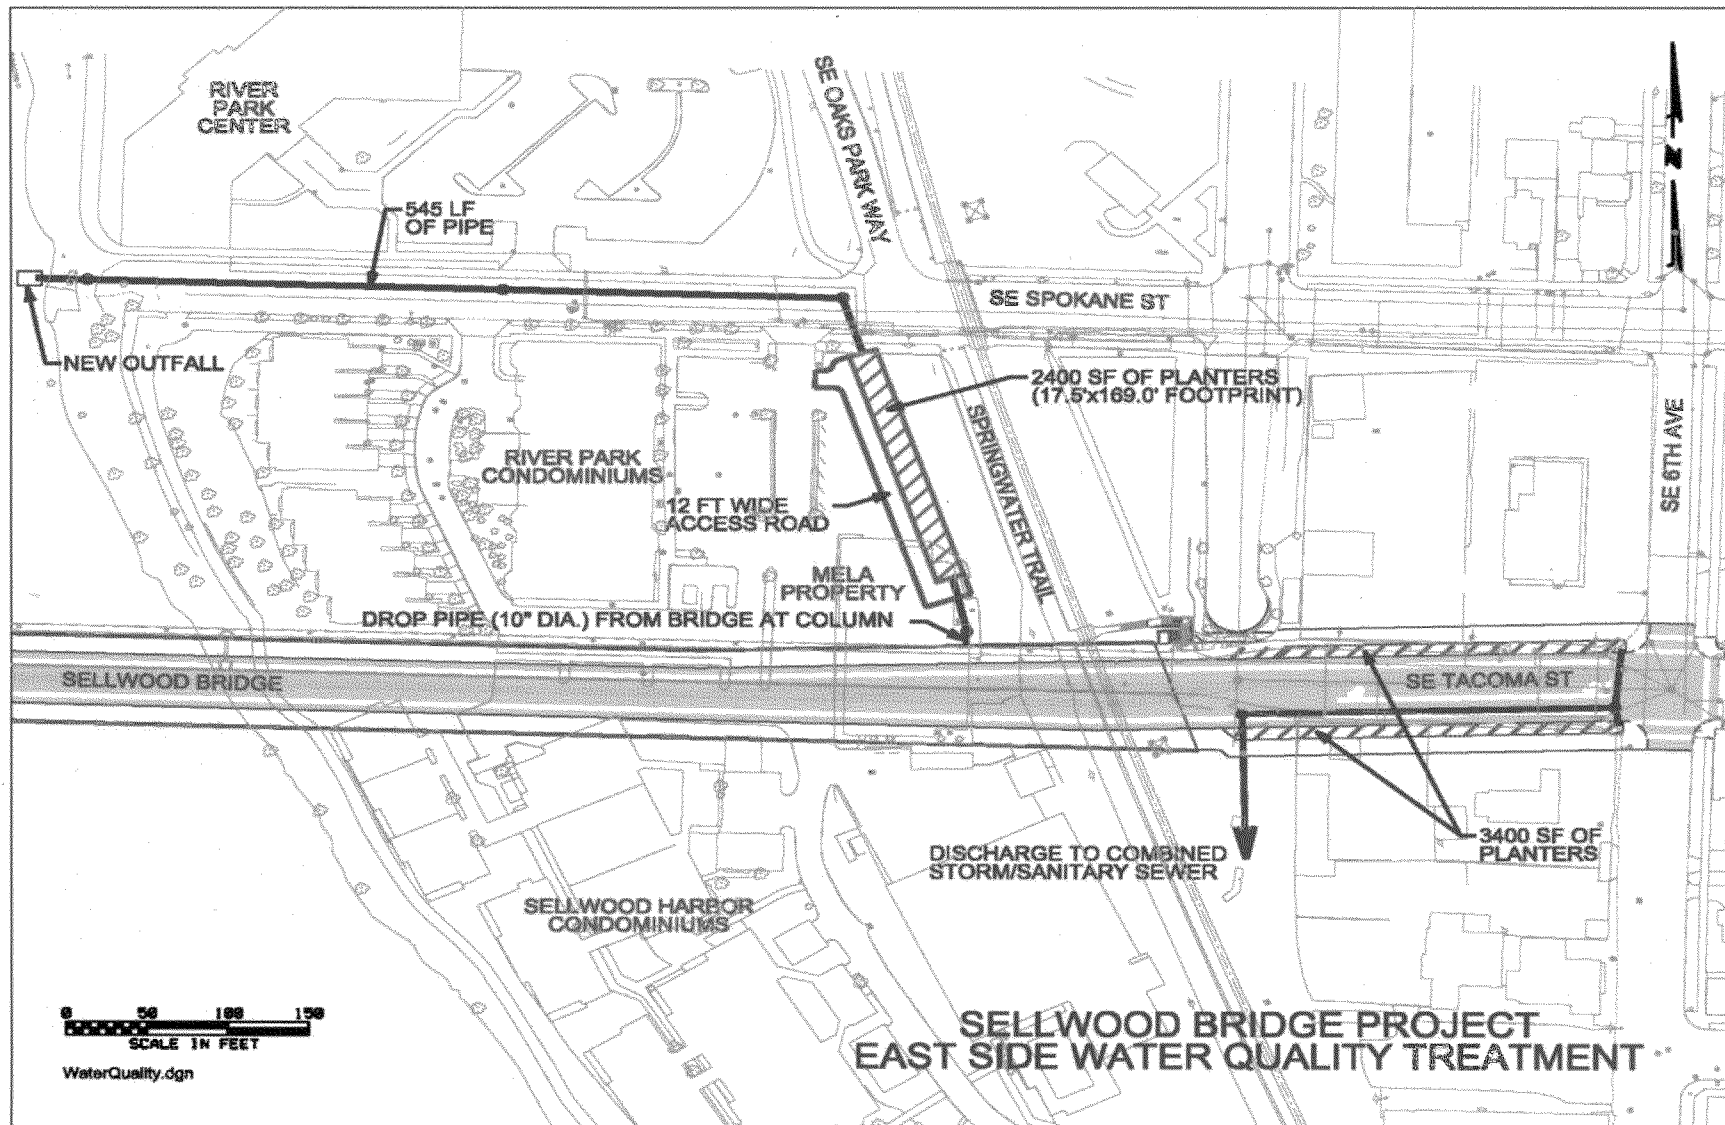 RIVER
PARK
CENTER
SE OAKS PARK WAY
N
545 LF
OF PIPE
SE SPOKANE ST
NEW OUTFALL
2400 SF OF PLANTERS
(17.5'x169.0' FOOTPRINT)
SPRINGWATER TRAIL
SE 6TH AVE
RIVER PARK
CONDOMINIUMS
12 FT WIDE
ACCESS ROAD
MELA
PROPERTY
DROP PIPE (10" DIA.) FROM BRIDGE AT COLUMN
SELLWOOD BRIDGE
SE TACOMA ST
DISCHARGE TO COMBINED
STORM/SANITARY SEWER
3400 SF OF
PLANTERS
SELLWOOD HARBOR
CONDOMINIUMS
0 50 100 150
SCALE IN FEET
WaterQuality.dgn
SELLWOOD BRIDGE PROJECT
EAST SIDE WATER QUALITY TREATMENT